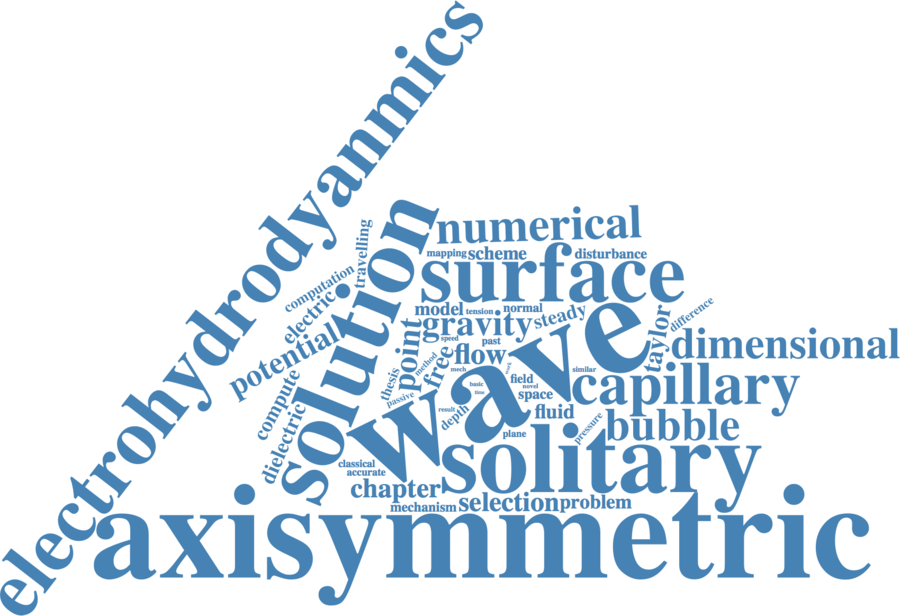 electrohydrodyanmics
travelling
solution
numerical
mapping
scheme
disturbance
computation
surface
electric
model
tension
normal
difference
gravity
steady
wave
taylor
potential
point
speed
past
free
flow
dimensional
method
mech
work
similar
compute
thesis
basic
field
capillary
time
novel
space
passive
result
depth
fluid
dielectric
pressure
bubble
plane
solitary
classical
accurate
chapter
selection
problem
mechanism
axisymmetric